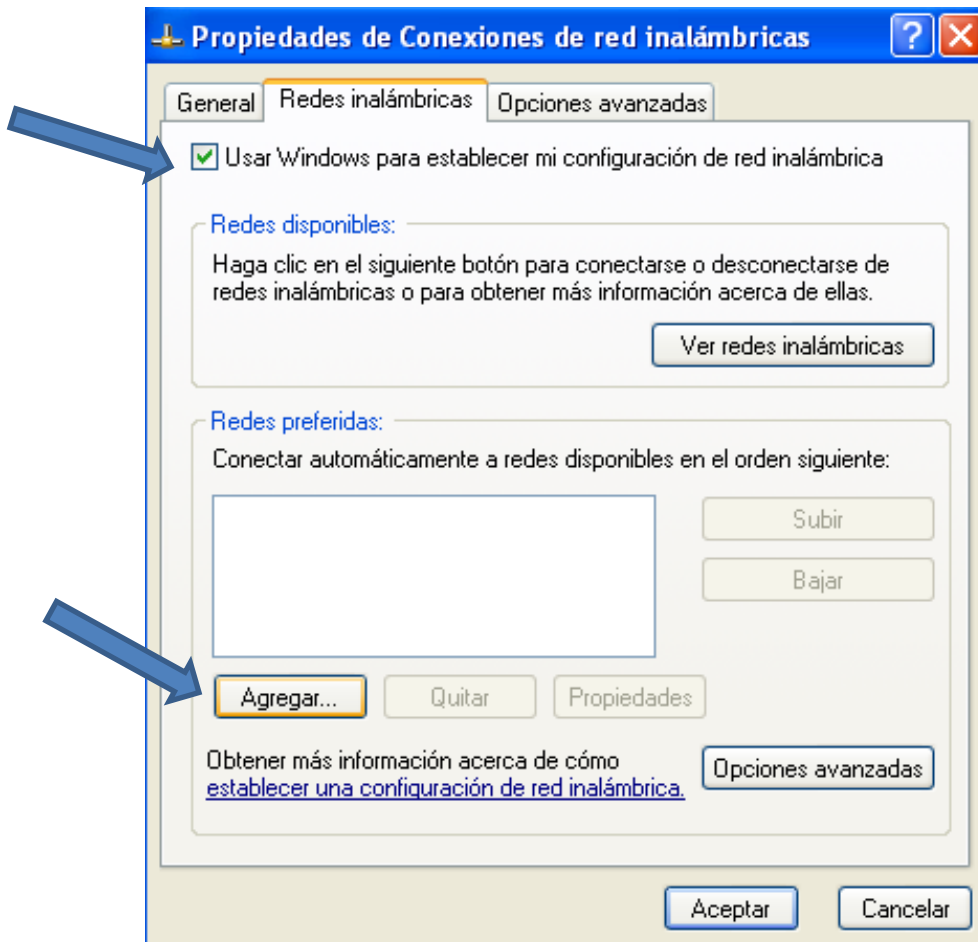 Propiedades de Conexiones de red inalámbricas
General Redes inalámbricas Opciones avanzadas
Usar Windows para establecer mi configuración de red inalámbrica
Redes disponibles:
Haga clic en el siguiente botón para conectarse o desconectarse de
redes inalámbricas o para obtener más información acerca de ellas.
Ver redes inalámbricas
Redes preferidas:
Conectar automáticamente a redes disponibles en el orden siguiente:
Subir
Bajar
Agregar... Quitar Propiedades
Obtener más información acerca de cómo
establecer una configuración de red inalámbrica.
Opciones avanzadas
Aceptar Cancelar